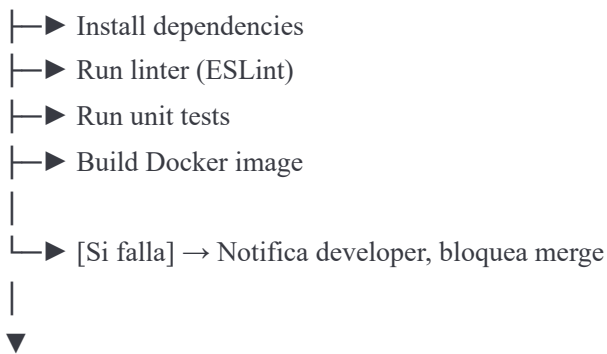 ├─► Install dependencies
├─► Run linter (ESLint)
├─► Run unit tests
├─► Build Docker image
│
└─► [Si falla] → Notifica developer, bloquea merge
│
▼